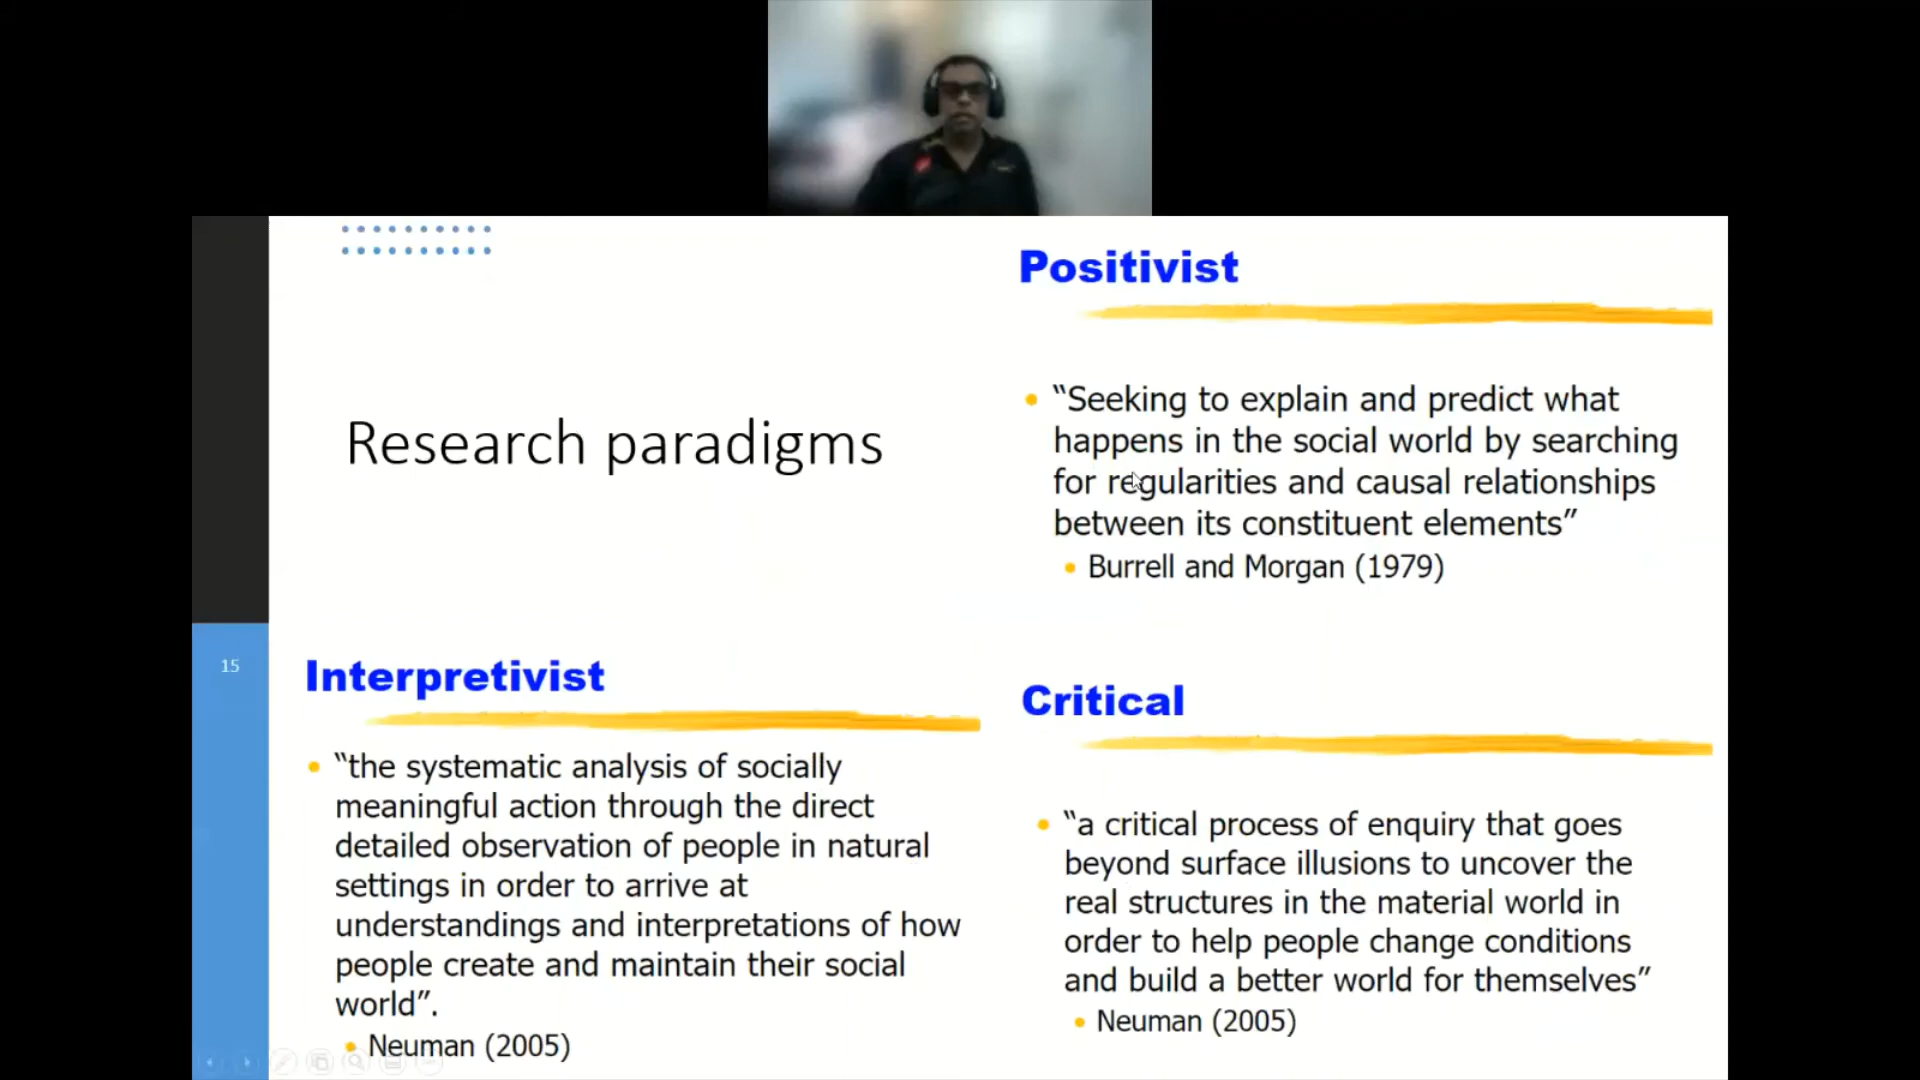 Research paradigms
Positivist
• “Seeking to explain and predict what
happens in the social world by searching
for regularities and causal relationships
between its constituent elements”
• Burrell and Morgan (1979)
15
Interpretivist
• “the systematic analysis of socially
meaningful action through the direct
detailed observation of people in natural
settings in order to arrive at
understandings and interpretations of how
people create and maintain their social
world”.
• Neuman (2005)
Critical
• “a critical process of enquiry that goes
beyond surface illusions to uncover the
real structures in the material world in
order to help people change conditions
and build a better world for themselves”
• Neuman (2005)